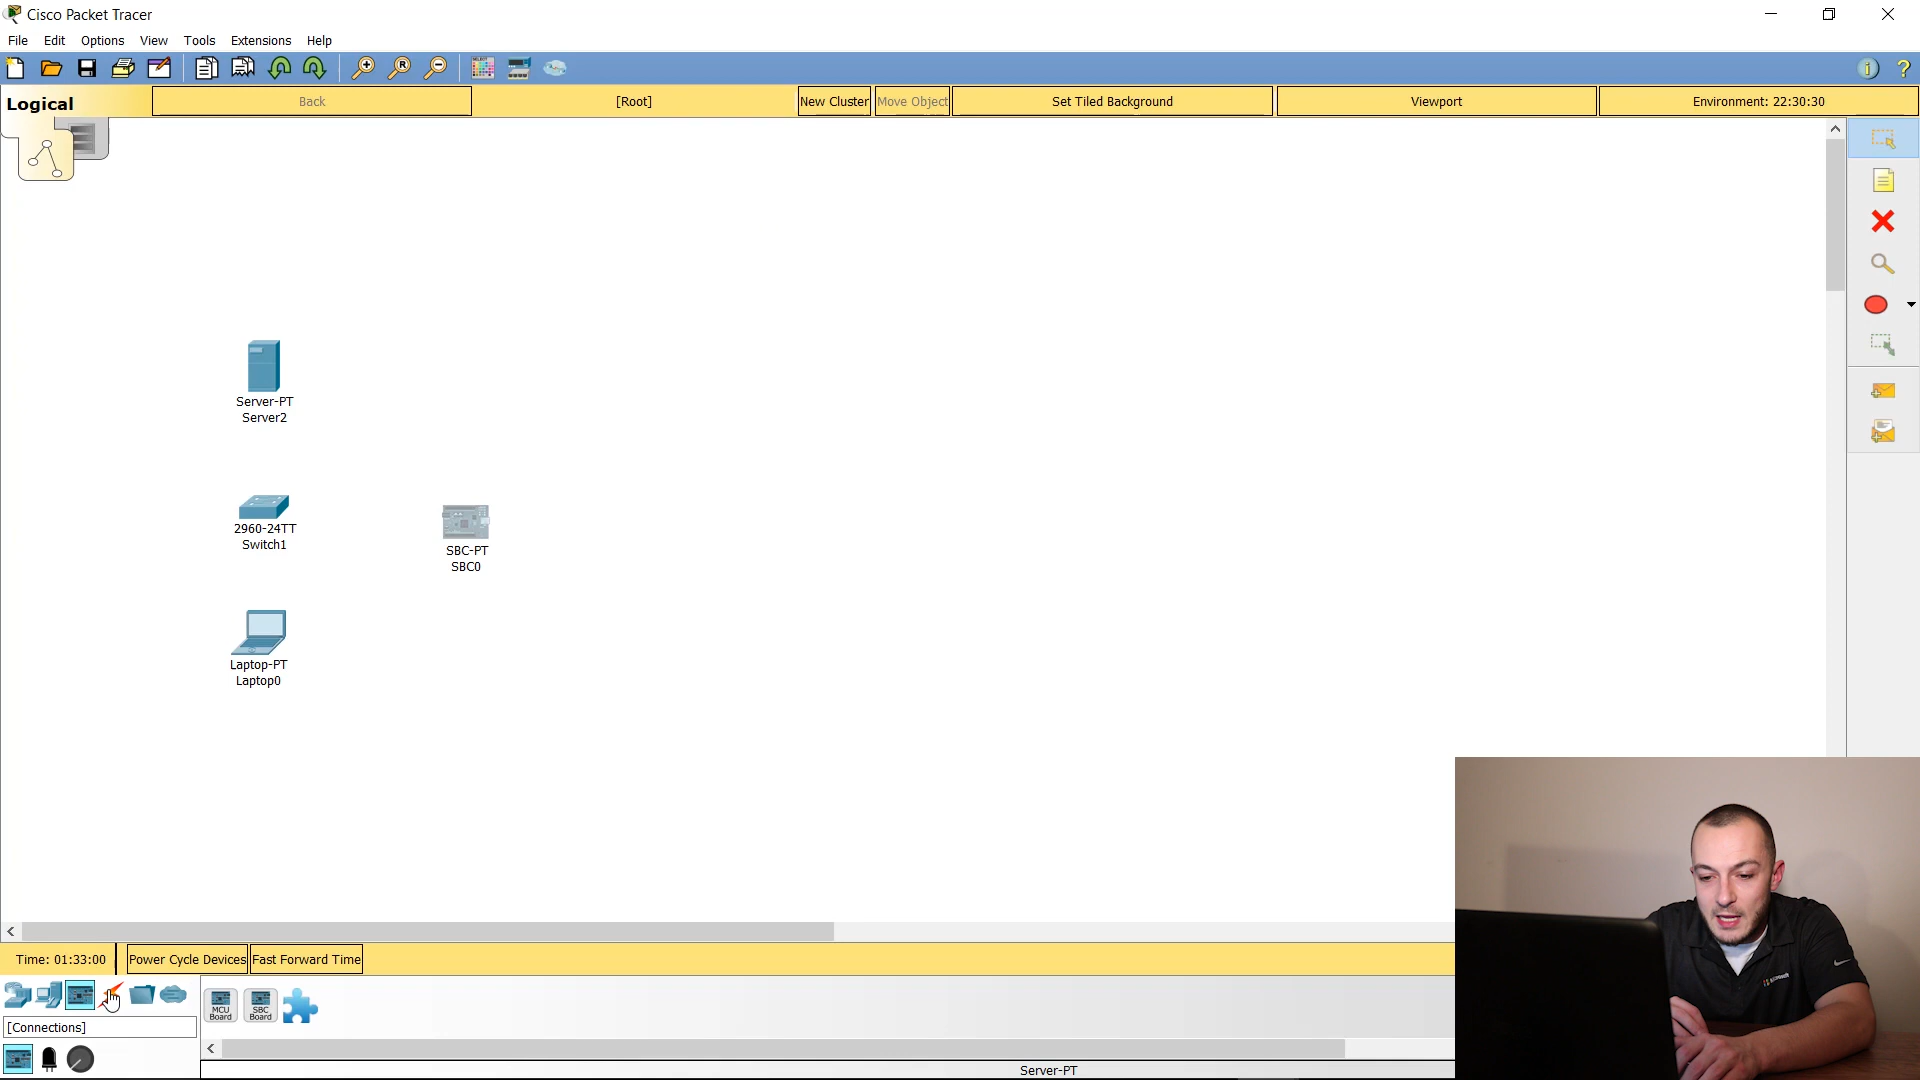 Cisco Packet Tracer
File Edit Options View Tools Extensions Help
Logical Back [Root] New Cluster Move Object Set Tiled Background Viewport Environment: 22:30:30
Server-PT
Server2
2960-24TT
Switch1
SBC-PT
SBC0
Laptop-PT
Laptop0
Time: 01:33:00 Power Cycle Devices Fast Forward Time
MCU
Board
SBC
Board
[Connections]
Server-PT